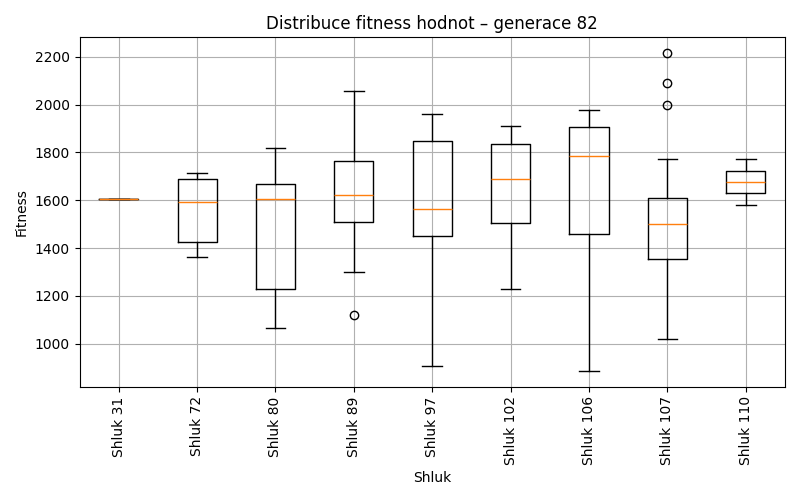 Distribuce fitness hodnot – generace 82
Fitness
2200
2000
1800
1600
1400
1200
1000
Shluk 31
Shluk 72
Shluk 80
Shluk 89
Shluk 97
Shluk 102
Shluk 106
Shluk 107
Shluk 110
Shluk